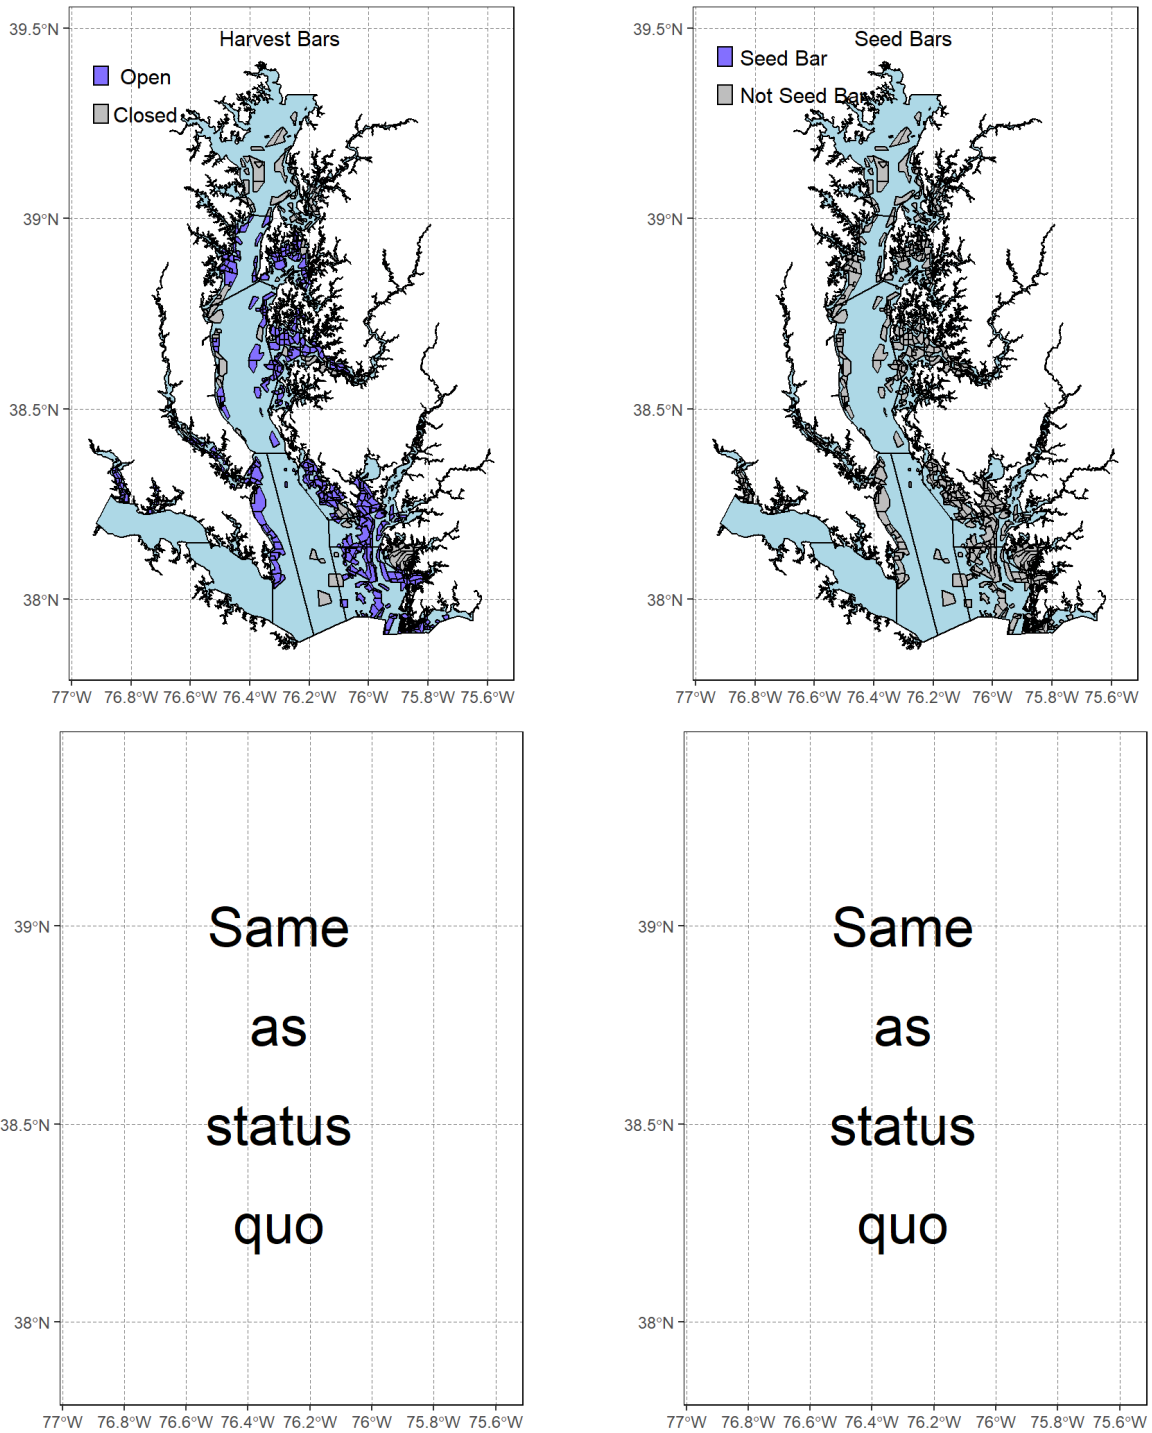 Harvest Bars
Open
Closed
39.5°N
39°N
38.5°N
38°N
77°W 76.8°W 76.6°W 76.4°W 76.2°W 76°W 75.8°W 75.6°W
Seed Bars
Seed Bar
Not Seed Bar
39.5°N
39°N
38.5°N
38°N
77°W 76.8°W 76.6°W 76.4°W 76.2°W 76°W 75.8°W 75.6°W
Same
as
status
quo
39°N
38.5°N
38°N
77°W 76.8°W 76.6°W 76.4°W 76.2°W 76°W 75.8°W 75.6°W
Same
as
status
quo
39°N
38.5°N
38°N
77°W 76.8°W 76.6°W 76.4°W 76.2°W 76°W 75.8°W 75.6°W